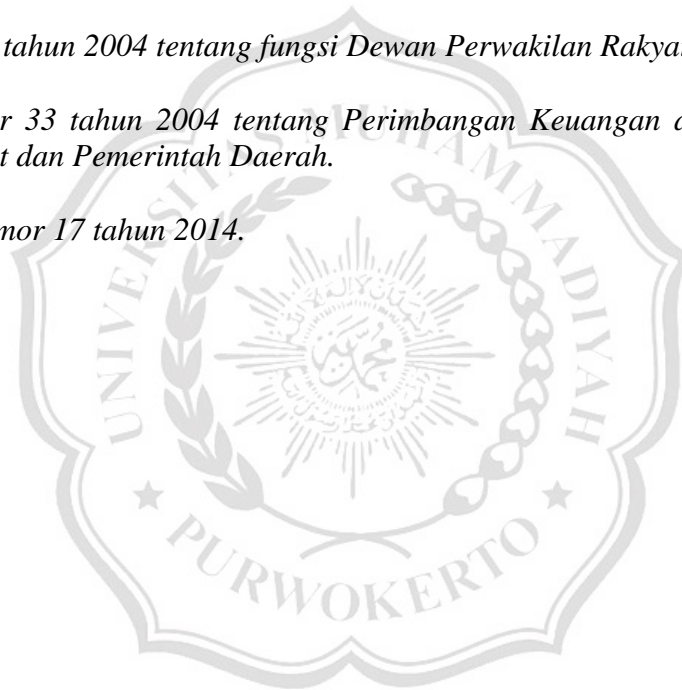 tahun 2004 tentang fungsi Dewan Perwakilan Rakya
r 33 tahun 2004 tentang Perimbangan Keuangan
t dan Pemerintah Daerah.
mor 17 tahun 2014.
UNIVERSITAS MUHAMMADIYAH
PURWOKERTO